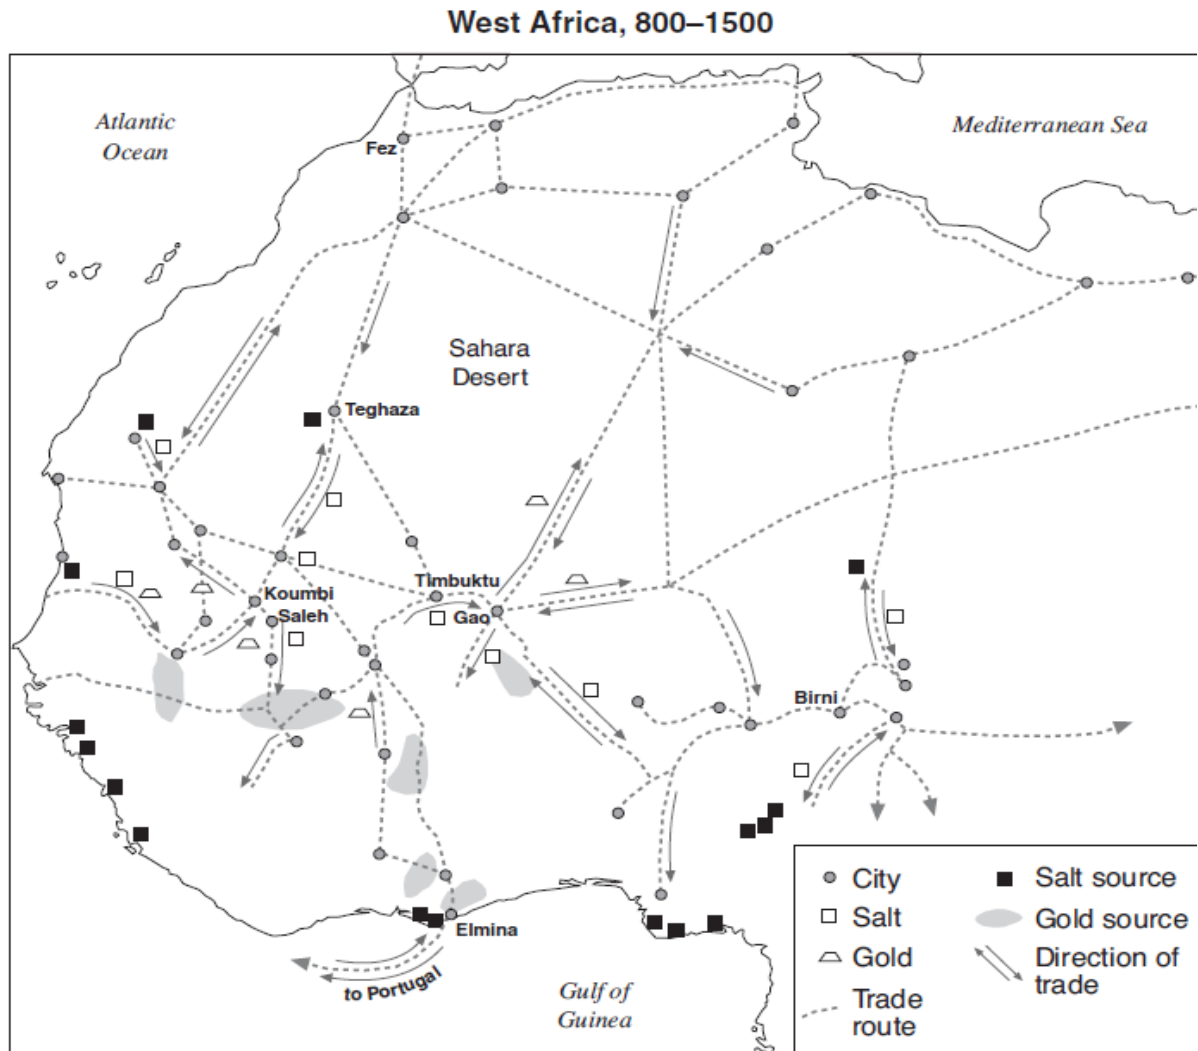 West Africa, 800–1500
Atlantic
Ocean
Mediterranean Sea
Fez
Sahara
Desert
Teghaza
Timbuktu
Koumbi
Saleh
Gao
Birni
Elmina
to Portugal
Gulf of
Guinea
City
Salt
Gold
Trade
route
Salt source
Gold source
Direction of
trade